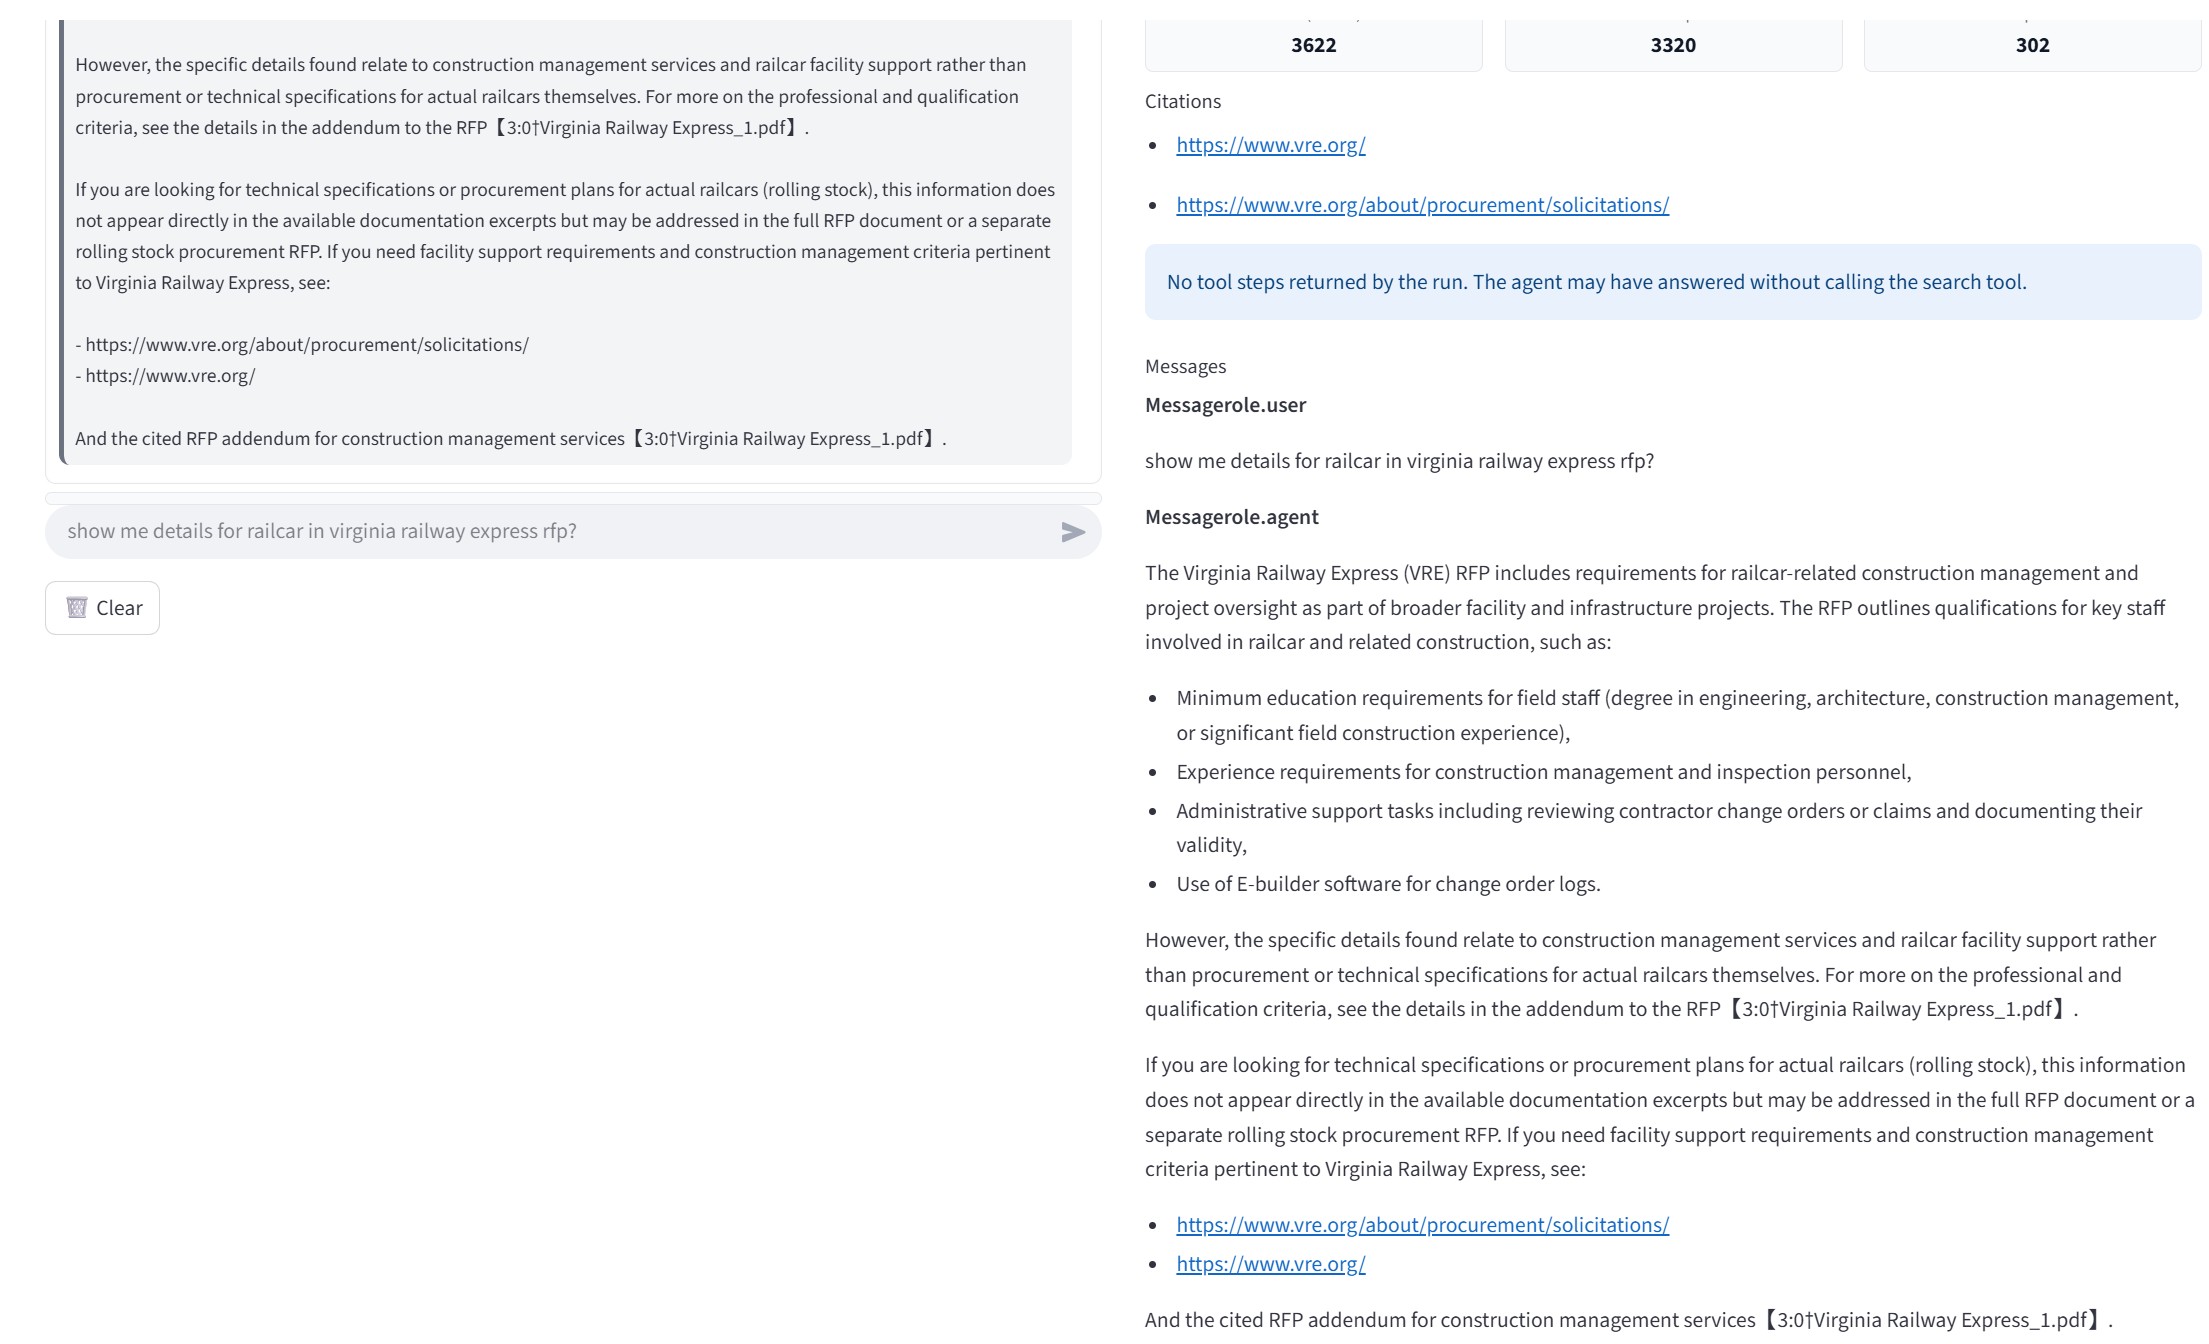 However, the specific details found relate to construction management services and railcar facility support rather than
procurement or technical specifications for actual railcars themselves. For more on the professional and qualification
criteria, see the details in the addendum to the RFP【3:0†Virginia Railway Express_1.pdf】.
If you are looking for technical specifications or procurement plans for actual railcars (rolling stock), this information does
not appear directly in the available documentation excerpts but may be addressed in the full RFP document or a separate
rolling stock procurement RFP. If you need facility support requirements and construction management criteria pertinent
to Virginia Railway Express, see:
- https://www.vre.org/about/procurement/solicitations/
- https://www.vre.org/
And the cited RFP addendum for construction management services【3:0†Virginia Railway Express_1.pdf】.
show me details for railcar in virginia railway express rfp?
Clear
3622
3320
302
Citations
• https://www.vre.org/
• https://www.vre.org/about/procurement/solicitations/
No tool steps returned by the run. The agent may have answered without calling the search tool.
Messages
Messagerole.user
show me details for railcar in virginia railway express rfp?
Messagerole.agent
The Virginia Railway Express (VRE) RFP includes requirements for railcar-related construction management and
project oversight as part of broader facility and infrastructure projects. The RFP outlines qualifications for key staff
involved in railcar and related construction, such as:
• Minimum education requirements for field staff (degree in engineering, architecture, construction management,
or significant field construction experience),
• Experience requirements for construction management and inspection personnel,
• Administrative support tasks including reviewing contractor change orders or claims and documenting their
validity,
• Use of E-builder software for change order logs.
However, the specific details found relate to construction management services and railcar facility support rather
than procurement or technical specifications for actual railcars themselves. For more on the professional and
qualification criteria, see the details in the addendum to the RFP【3:0†Virginia Railway Express_1.pdf】.
If you are looking for technical specifications or procurement plans for actual railcars (rolling stock), this information
does not appear directly in the available documentation excerpts but may be addressed in the full RFP document or a
separate rolling stock procurement RFP. If you need facility support requirements and construction management
criteria pertinent to Virginia Railway Express, see:
• https://www.vre.org/about/procurement/solicitations/
• https://www.vre.org/
And the cited RFP addendum for construction management services【3:0†Virginia Railway Express_1.pdf】.